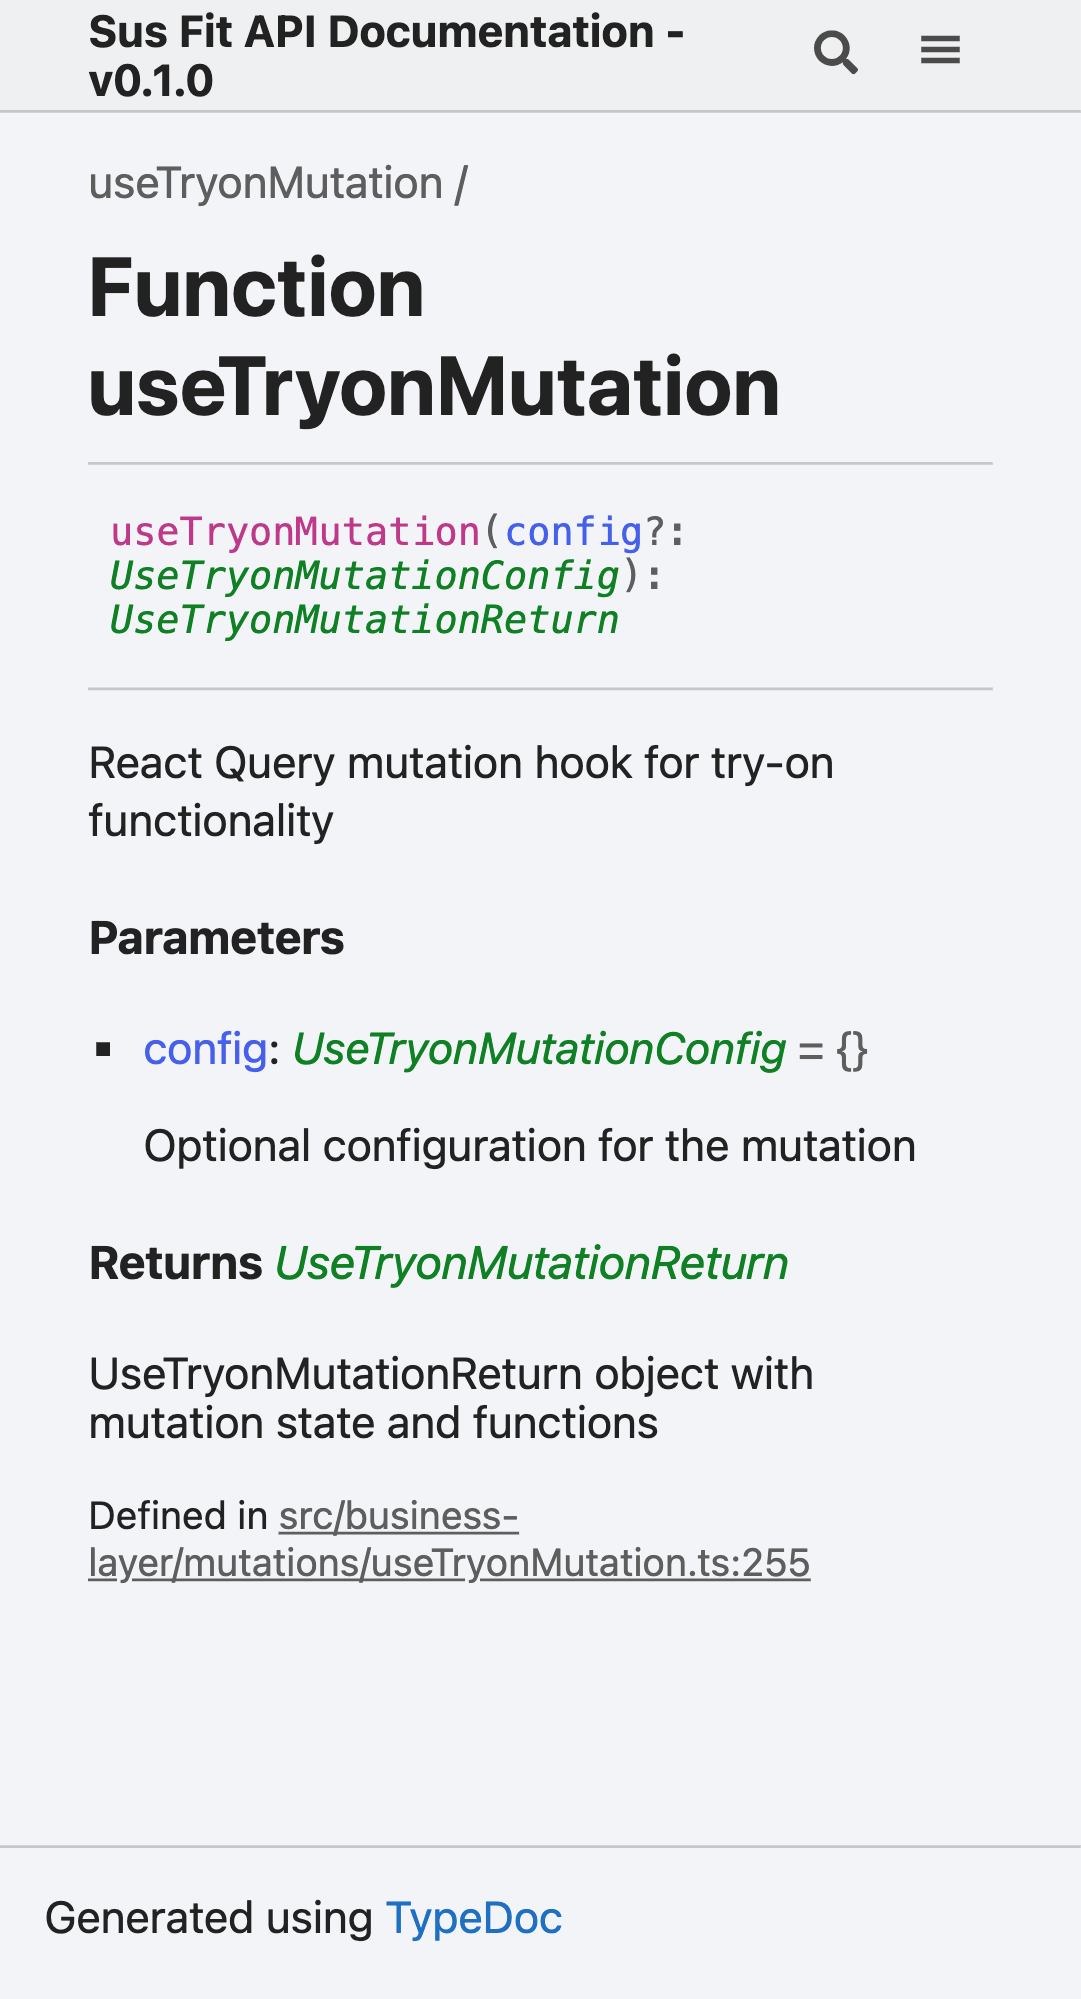 Sus Fit API Documentation -
v0.1.0
useTryonMutation /
Function
useTryonMutation
useTryonMutation(config?:
UseTryonMutationConfig):
UseTryonMutationReturn
React Query mutation hook for try-on
functionality
Parameters
▪ config: UseTryonMutationConfig = {}
Optional configuration for the mutation
Returns UseTryonMutationReturn
UseTryonMutationReturn object with
mutation state and functions
Defined in src/business-
layer/mutations/useTryonMutation.ts:255
Generated using TypeDoc